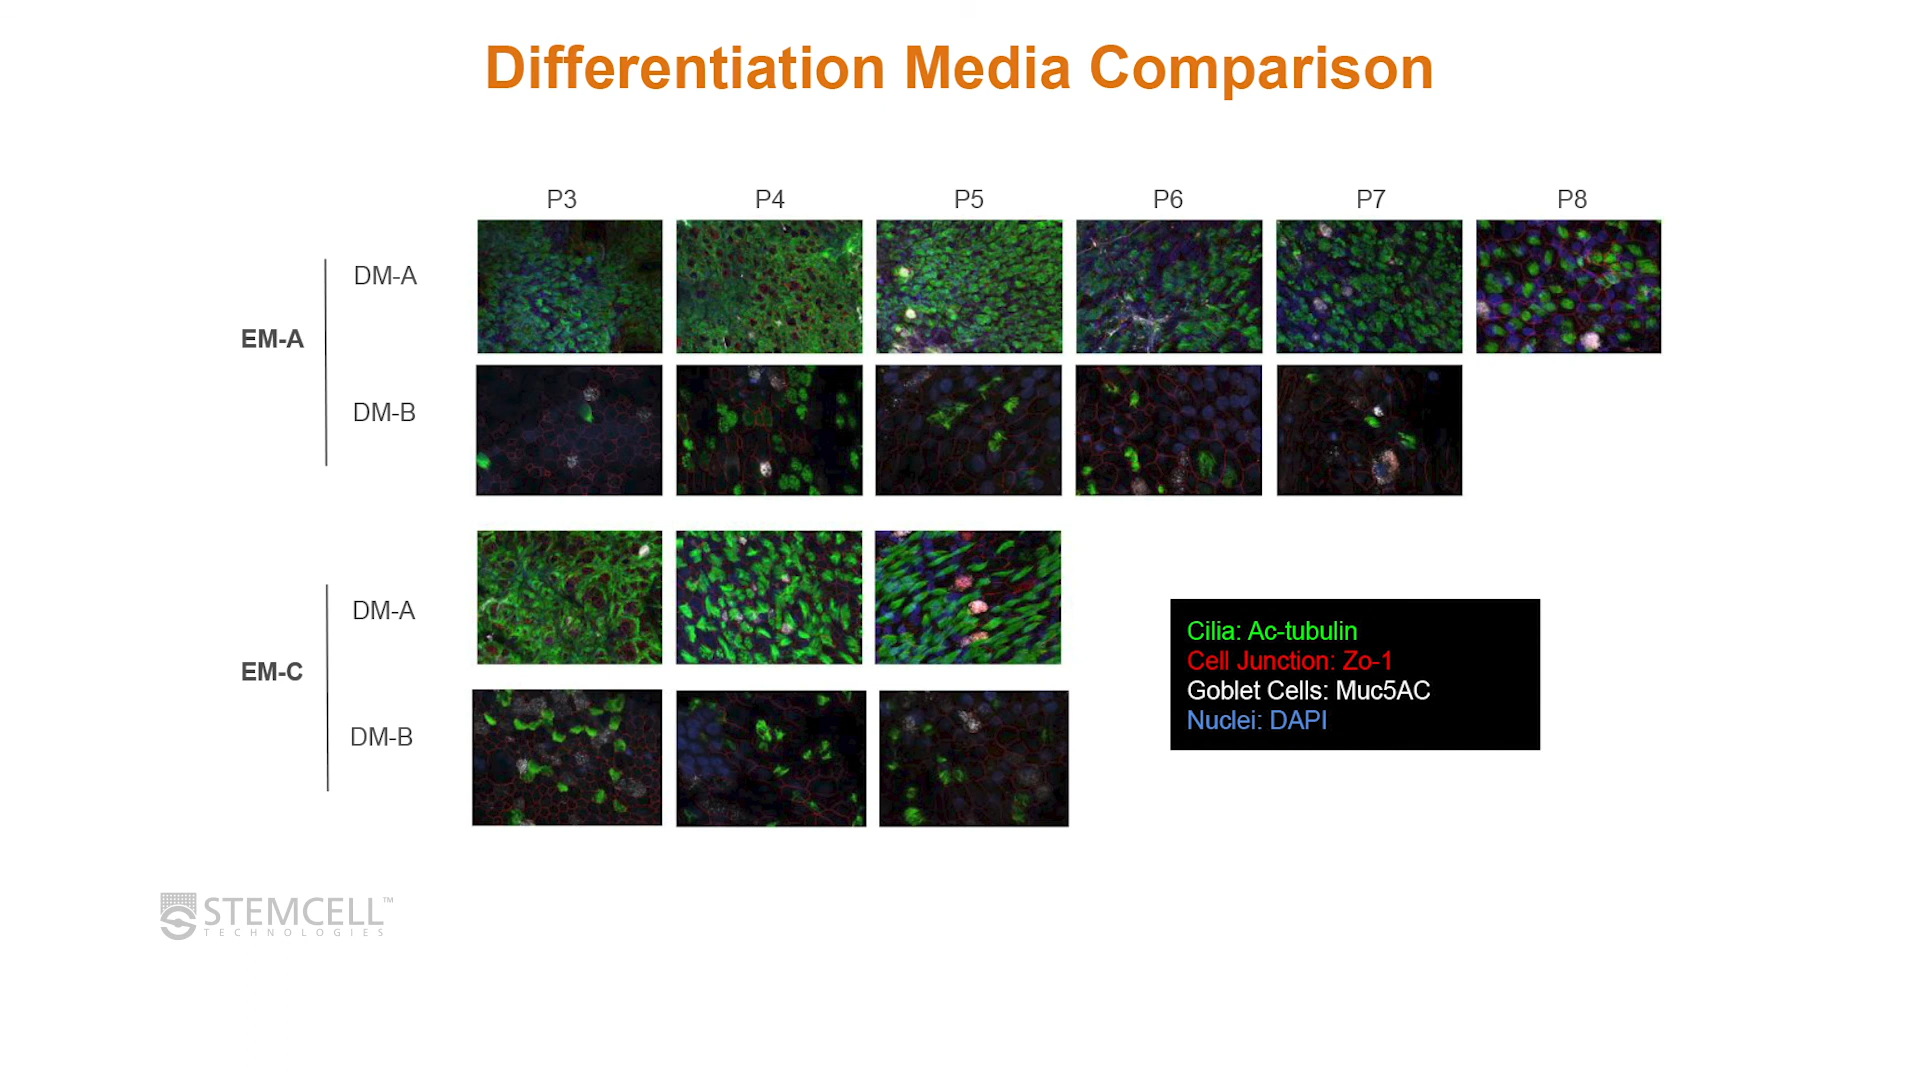 Differentiation Media Comparison
P3 P4 P5 P6 P7 P8
DM-A
EM-A
DM-B
DM-A
EM-C
DM-B
Cilia: Ac-tubulin
Cell Junction: Zo-1
Goblet Cells: Muc5AC
Nuclei: DAPI
STEMCELL™
TECHNOLOGIES